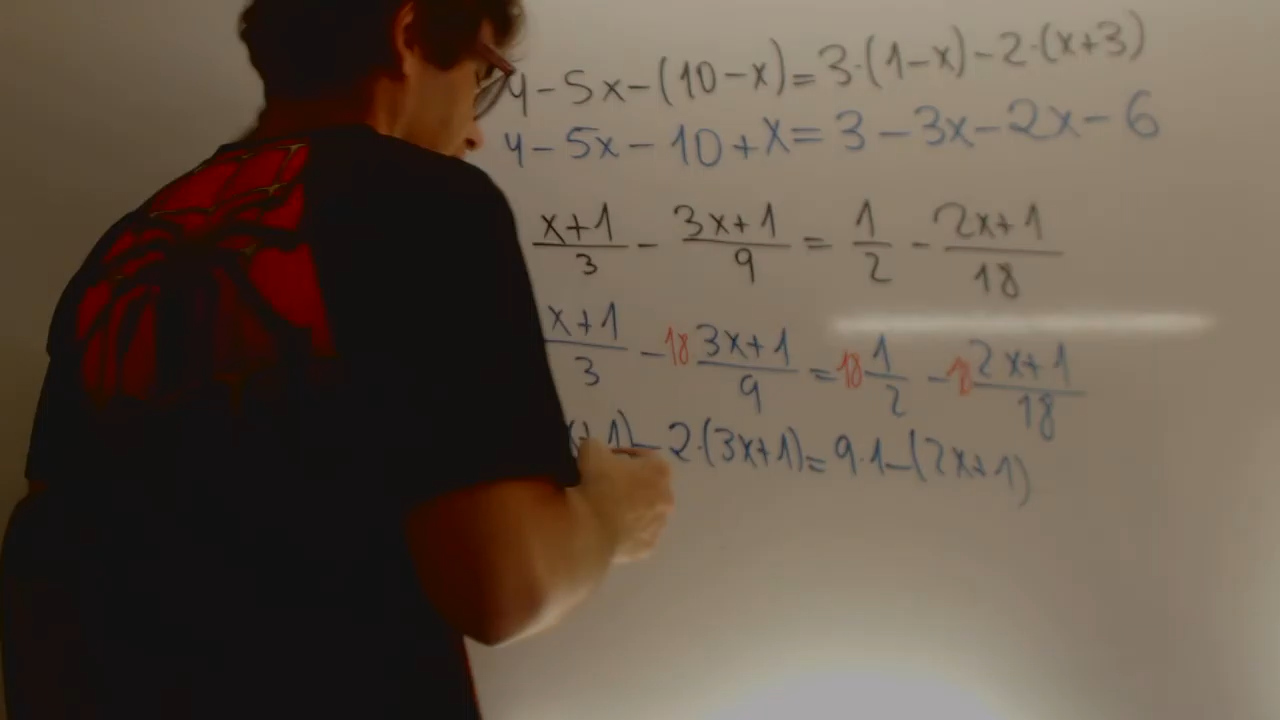 4-5x-(10-x)=3·(1-x)-2·(x+3)
4-5x-10+x=3-3x-2x-6
x+1/3 - 3x+1/9 = 1/2 - 2x+1/18
x+1/3 -18 3x+1/9 =18 1/2 -18 2x+1/18
+1)-2·(3x+1)=9·1-(2x+1)